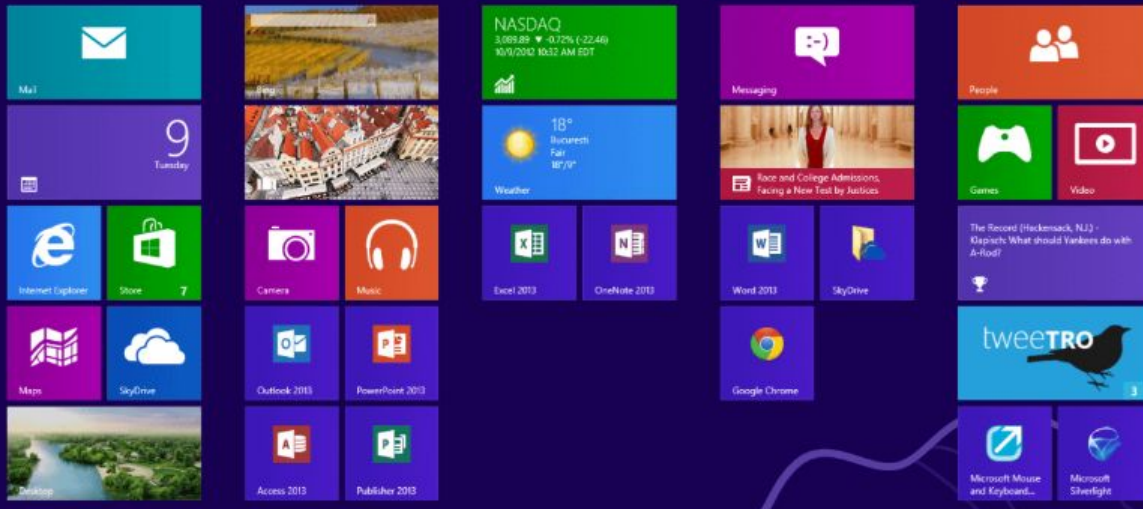 Mail
9
Tuesday
Internet Explorer
Store
7
Maps
SkyDrive
Desktop
Bing
Camera
Music
Outlook 2013
PowerPoint 2013
Access 2013
Publisher 2013
NASDAQ
3,089.89 ▼ -0.72% (-22.46)
10/9/2012 10:32 AM EDT
18°
Bucuresti
Fair
18°/9°
Weather
Excel 2013
OneNote 2013
:-)
Messaging
Race and College Admissions,
Facing a New Test by Justices
Word 2013
SkyDrive
Google Chrome
People
Games
Video
The Record (Hackensack, N.J.) -
Klapisch: What should Yankees do with
A-Rod?
tweeTRO
3
Microsoft Mouse
and Keyboard...
Microsoft
Silverlight